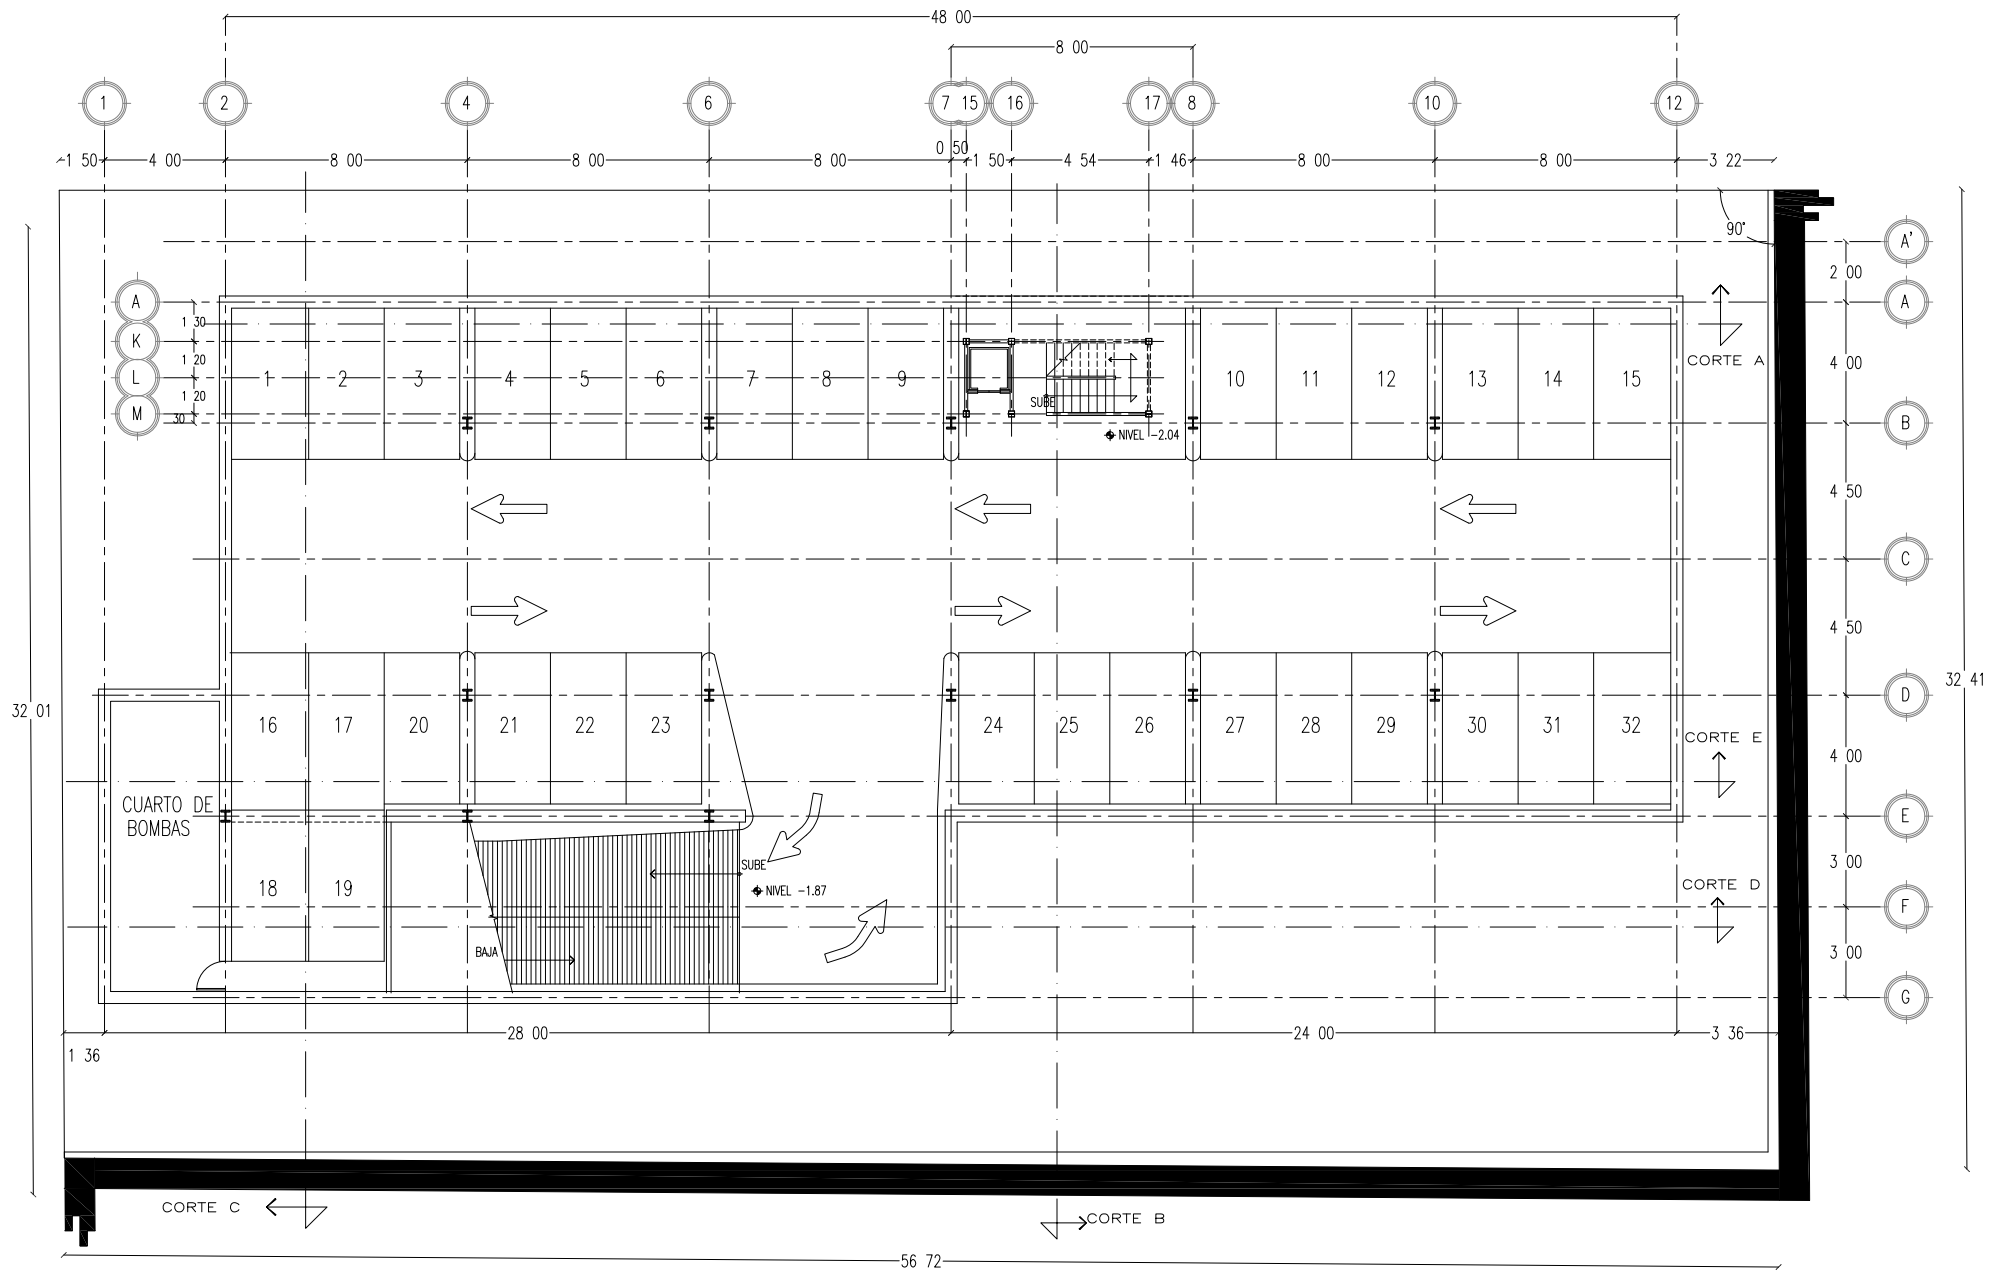 48 00
8 00
1 2 4 6 7 15 16 17 8 10 12
1 50 4 00 8 00 8 00 8 00 0 50 1 50 4 54 1 46 8 00 8 00 3 22
90°
A'
2 00
A A
1 30
K
1 20
L
1 20
M
30
4 00
CORTE A
1 2 3 4 5 6 7 8 9 10 11 12 13 14 15
SUBE
B
NIVEL -2.04
4 50
C
4 50
32 01
32 41
D
16 17 20 21 22 23 24 25 26 27 28 29 30 31 32
CORTE E
4 00
CUARTO DE
BOMBAS
E
SUBE
3 00
18 19
NIVEL -1.87
CORTE D
F
BAJA
3 00
G
28 00 24 00 3 36
1 36
CORTE C
CORTE B
56 72